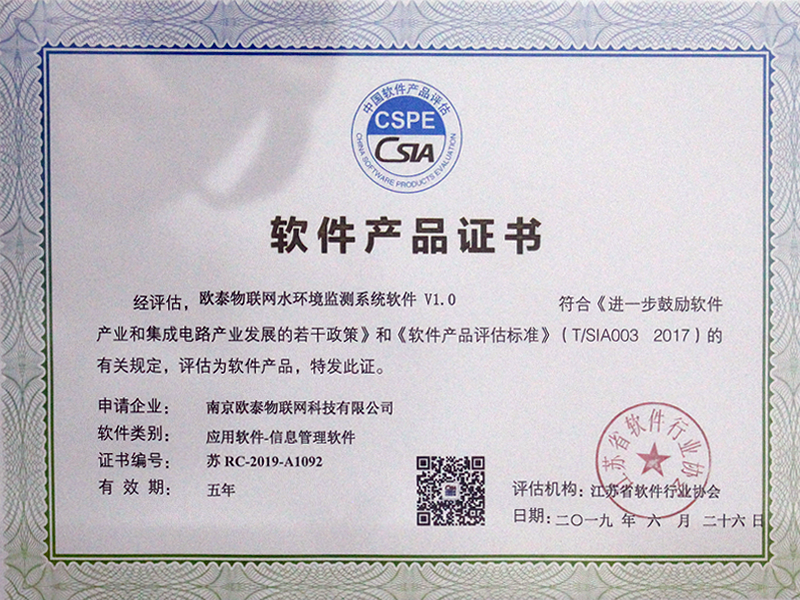 中国软件产品评估
CSPE
CSIA
CHINA SOFTWARE PRODUCTS EVALUATION
软件产品证书
经评估，欧泰物联网水环境监测系统软件 V1.0 符合《进一步鼓励软件
产业和集成电路产业发展的若干政策》和《软件产品评估标准》（T/SIA003 2017）的
有关规定，评估为软件产品，特发此证。
申请企业： 南京欧泰物联网科技有限公司
软件类别： 应用软件-信息管理软件
证书编号： 苏 RC-2019-A1092
有 效 期： 五年
江苏省软件行业协会
评估机构：江苏省软件行业协会
日期：二〇一九 年 六 月 二十六 日